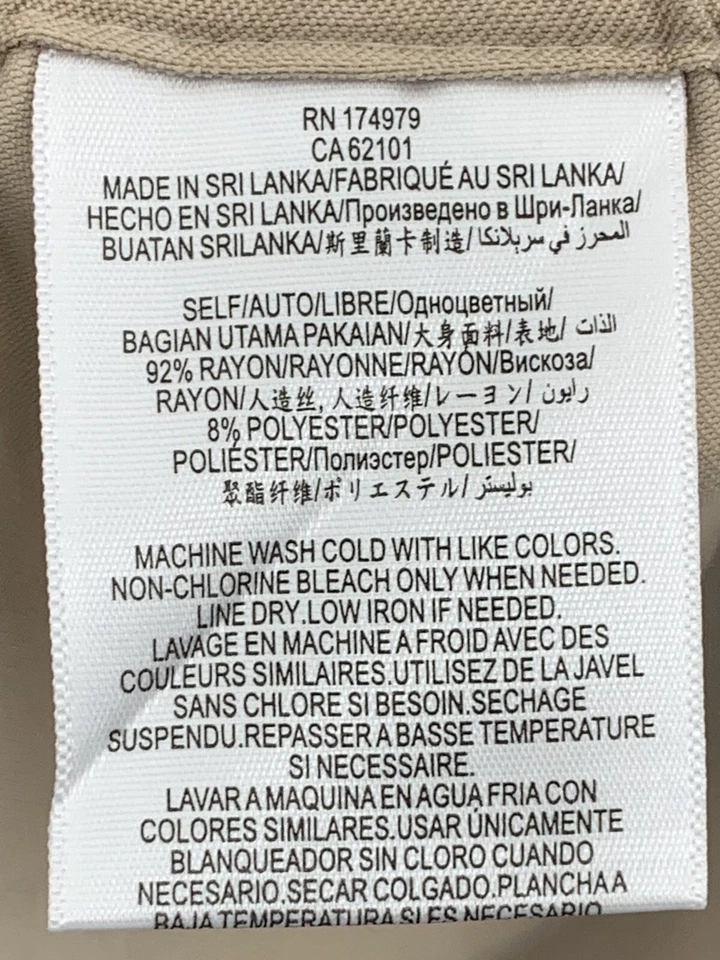 RN 174979
CA 62101
MADE IN SRI LANKA/FABRIQUÉ AU SRI LANKA/
HECHO EN SRI LANKA/Произведено в Шри-Ланка/
BUATAN SRILANKA/斯里蘭卡制造/المحرز في سريلانكا
SELF/AUTO/LIBRE/Одноцветный/
BAGIAN UTAMA PAKAIAN/大身面料/表地/ الذات
92% RAYON/RAYONNE/RAYÓN/Вискоза/
RAYON/人造丝, 人造纤维/レーヨン/ رايون
8% POLYESTER/POLYESTER/
POLIÉSTER/Полиэстер/POLIESTER/
聚酯纤维/ポリエステル/ بوليستر
MACHINE WASH COLD WITH LIKE COLORS.
NON-CHLORINE BLEACH ONLY WHEN NEEDED.
LINE DRY.LOW IRON IF NEEDED.
LAVAGE EN MACHINE A FROID AVEC DES
COULEURS SIMILAIRES.UTILISEZ DE LA JAVEL
SANS CHLORE SI BESOIN.SECHAGE
SUSPENDU.REPASSER A BASSE TEMPERATURE
SI NECESSAIRE.
LAVAR A MAQUINA EN AGUA FRIA CON
COLORES SIMILARES.USAR ÚNICAMENTE
BLANQUEADOR SIN CLORO CUANDO
NECESARIO.SECAR COLGADO.PLANCHA A
BAJA TEMPERATURA SI ES NECESARIO